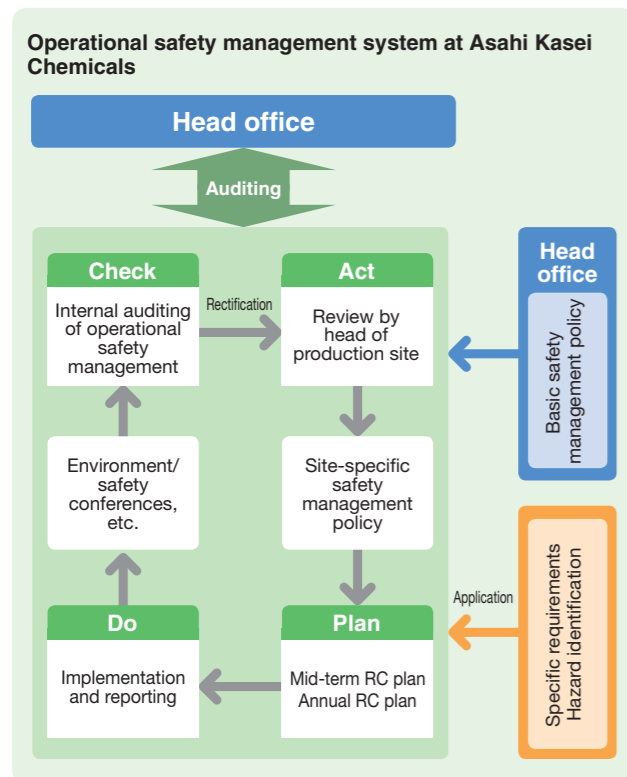 Operational safety management system at Asahi Kasei
Chemicals
Head office
Auditing
Check
Internal auditing
of operational
safety
management
Rectification
Act
Review by
head of
production site
Head
office
Basic safety
management policy
Environment/
safety
conferences,
etc.
Site-specific
safety
management
policy
Do
Implementation
and reporting
Plan
Mid-term RC plan
Annual RC plan
Application
Specific requirements
Hazard identification